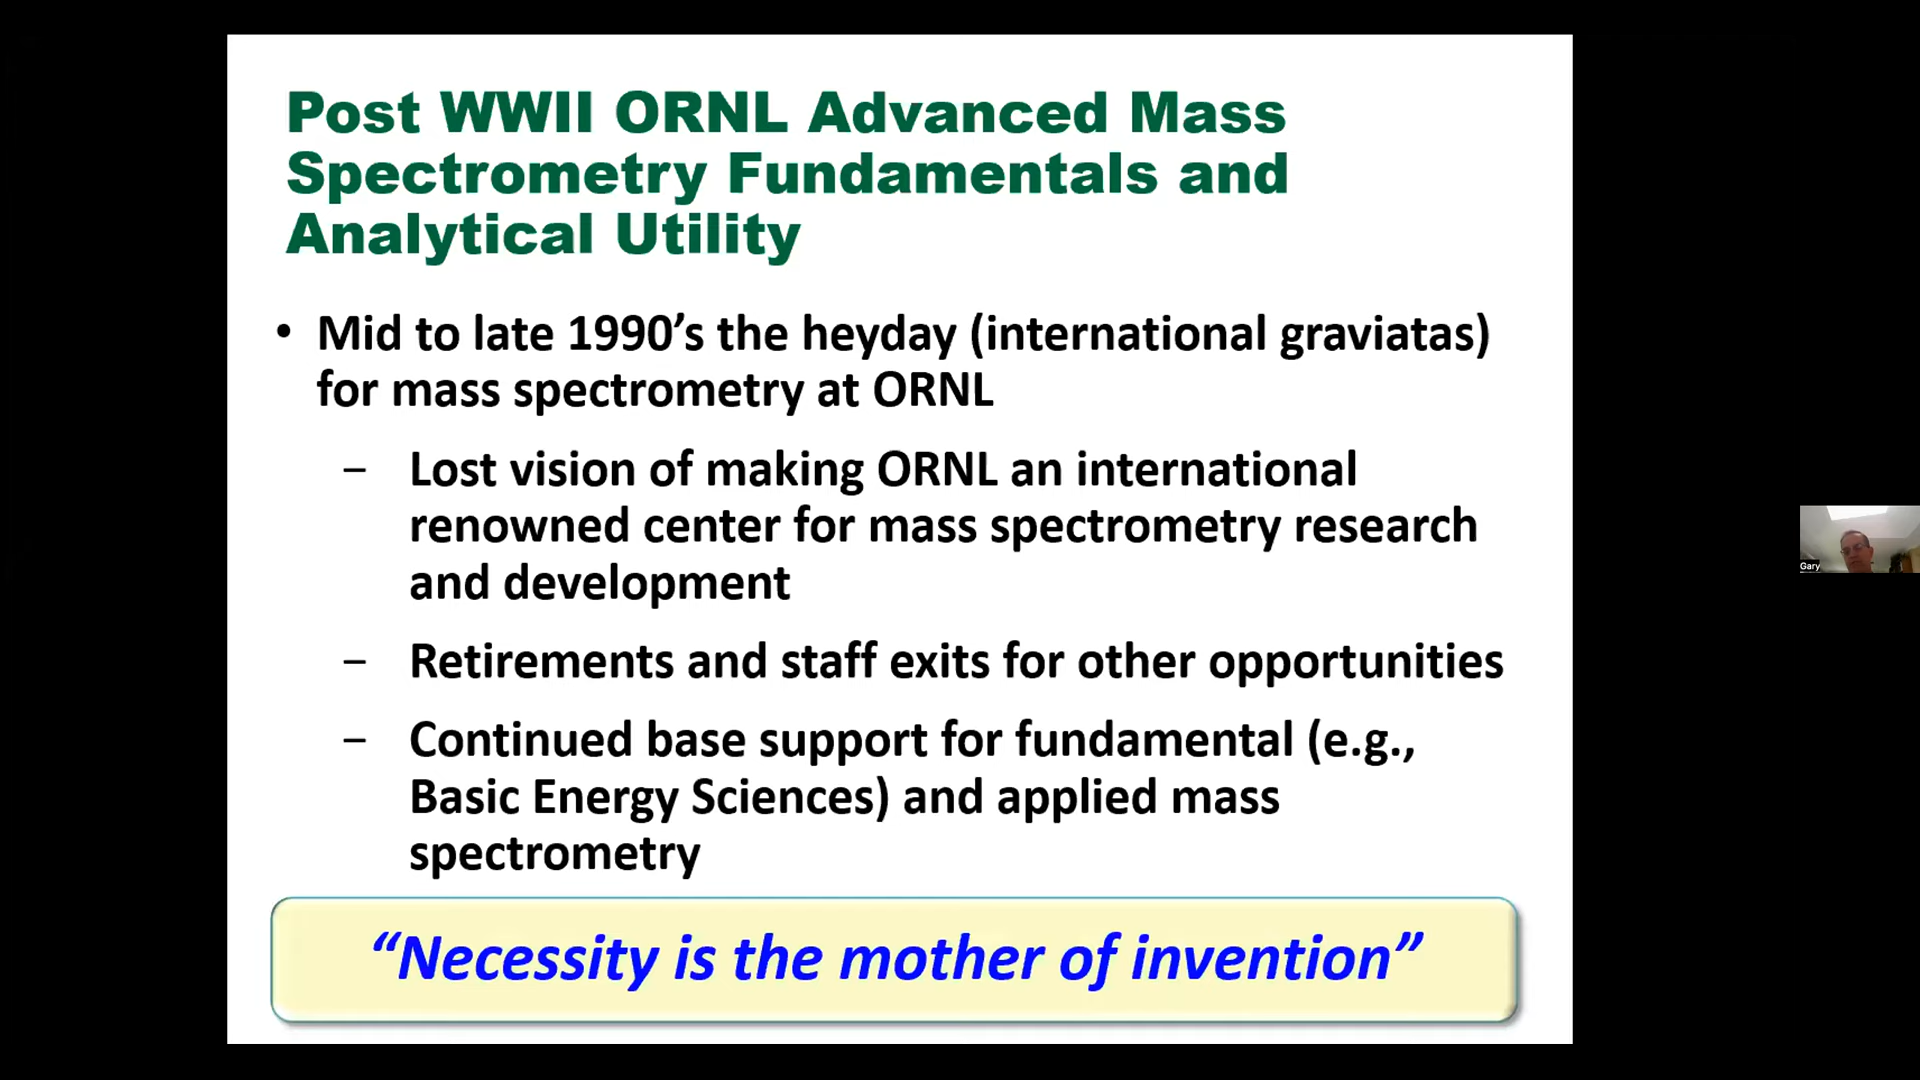 Post WWII ORNL Advanced Mass
Spectrometry Fundamentals and
Analytical Utility
• Mid to late 1990’s the heyday (international graviatas)
for mass spectrometry at ORNL
– Lost vision of making ORNL an international
renowned center for mass spectrometry research
and development
– Retirements and staff exits for other opportunities
– Continued base support for fundamental (e.g.,
Basic Energy Sciences) and applied mass
spectrometry
“Necessity is the mother of invention”
Gary